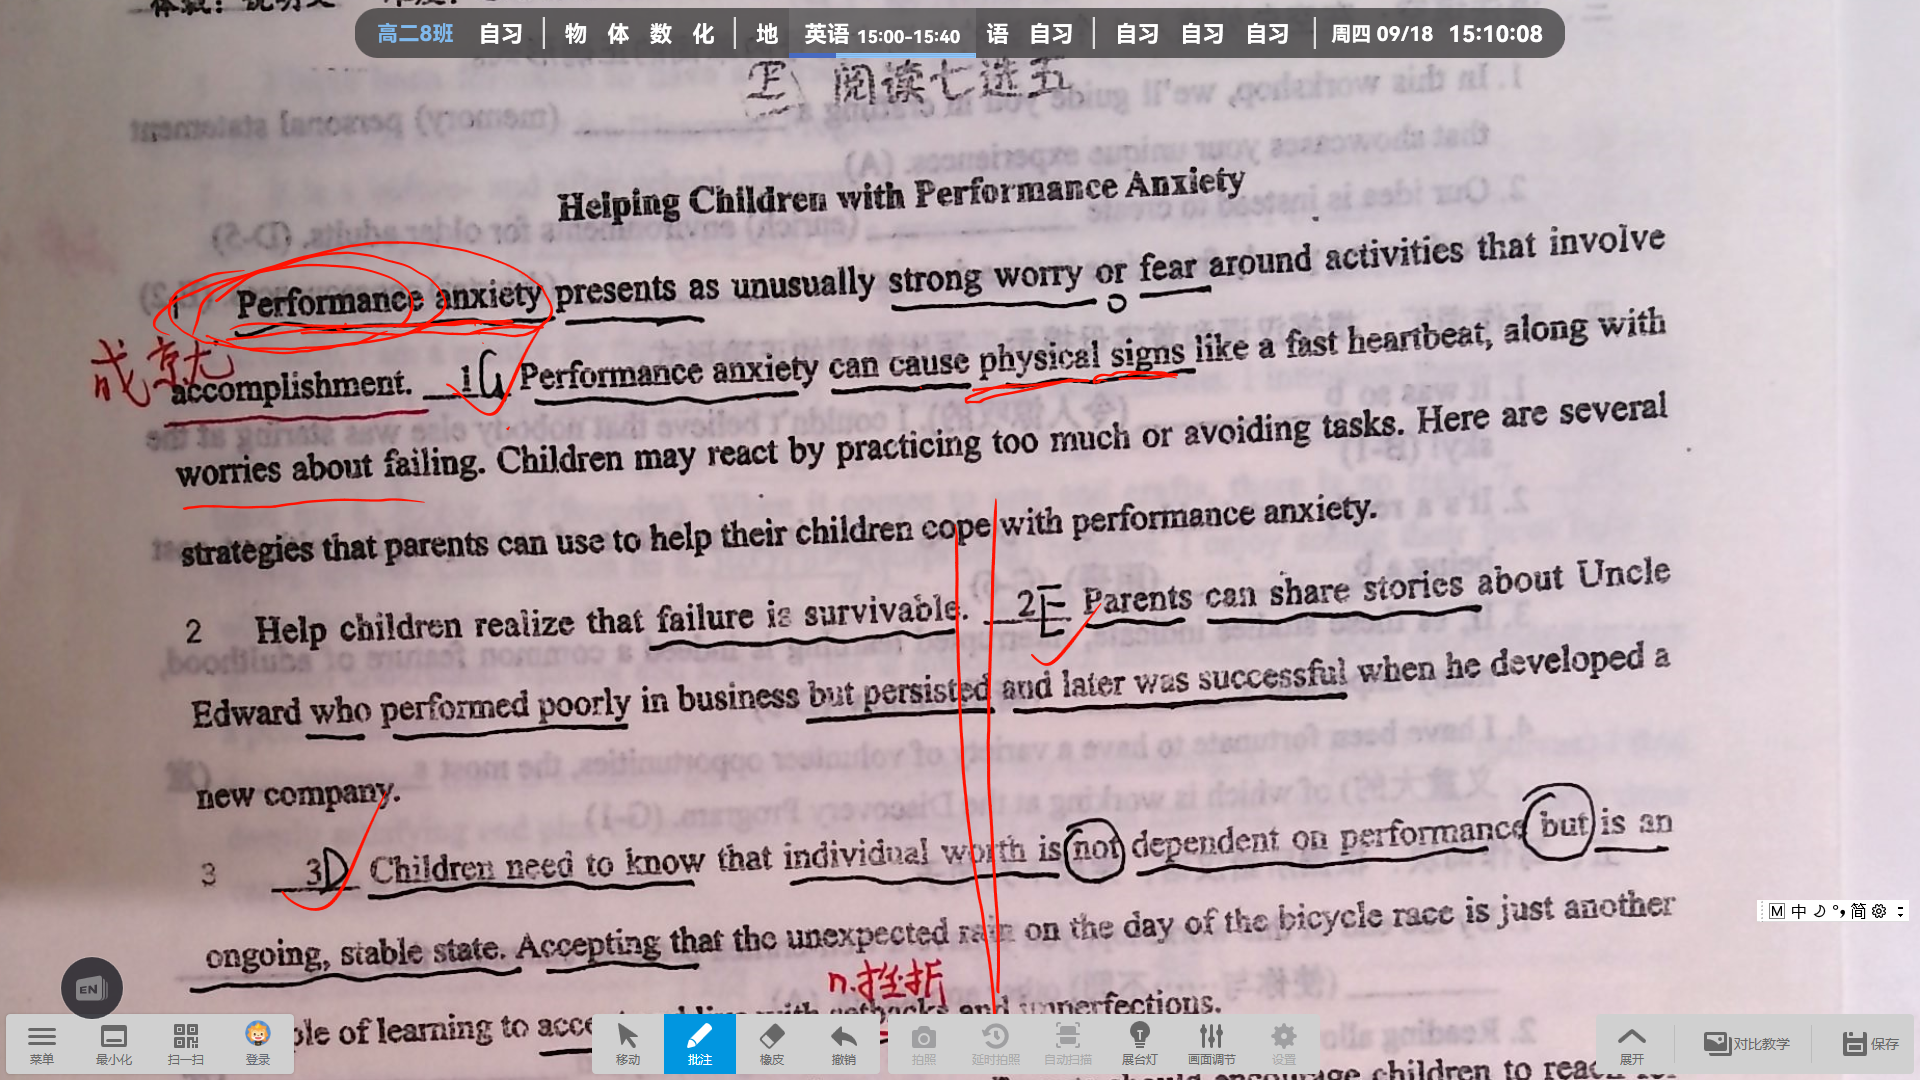 高二8班 自习 | 物 体 数 化 | 地 英语 15:00-15:40 语 自习 | 自习 自习 自习 | 周四 09/18 15:10:08
阅读七选五
Helping Children with Performance Anxiety
1 Performance anxiety presents as unusually strong worry or fear around activities that involve
成就
accomplishment. 1G Performance anxiety can cause physical signs like a fast heartbeat, along with
worries about failing. Children may react by practicing too much or avoiding tasks. Here are several
strategies that parents can use to help their children cope with performance anxiety.
2 Help children realize that failure is survivable. 2E Parents can share stories about Uncle
Edward who performed poorly in business but persisted and later was successful when he developed a
new company.
3 3D Children need to know that individual worth is not dependent on performance but is an
ongoing, stable state. Accepting that the unexpected rain on the day of the bicycle race is just another
n.挫折
of learning to and imperfections.
children to
M 中 简
EN
菜单 最小化 扫一扫 登录 移动 批注 橡皮 撤销 拍照 延时拍照 自动扫描 展台灯 画面调节 设置 展开 对比教学 保存